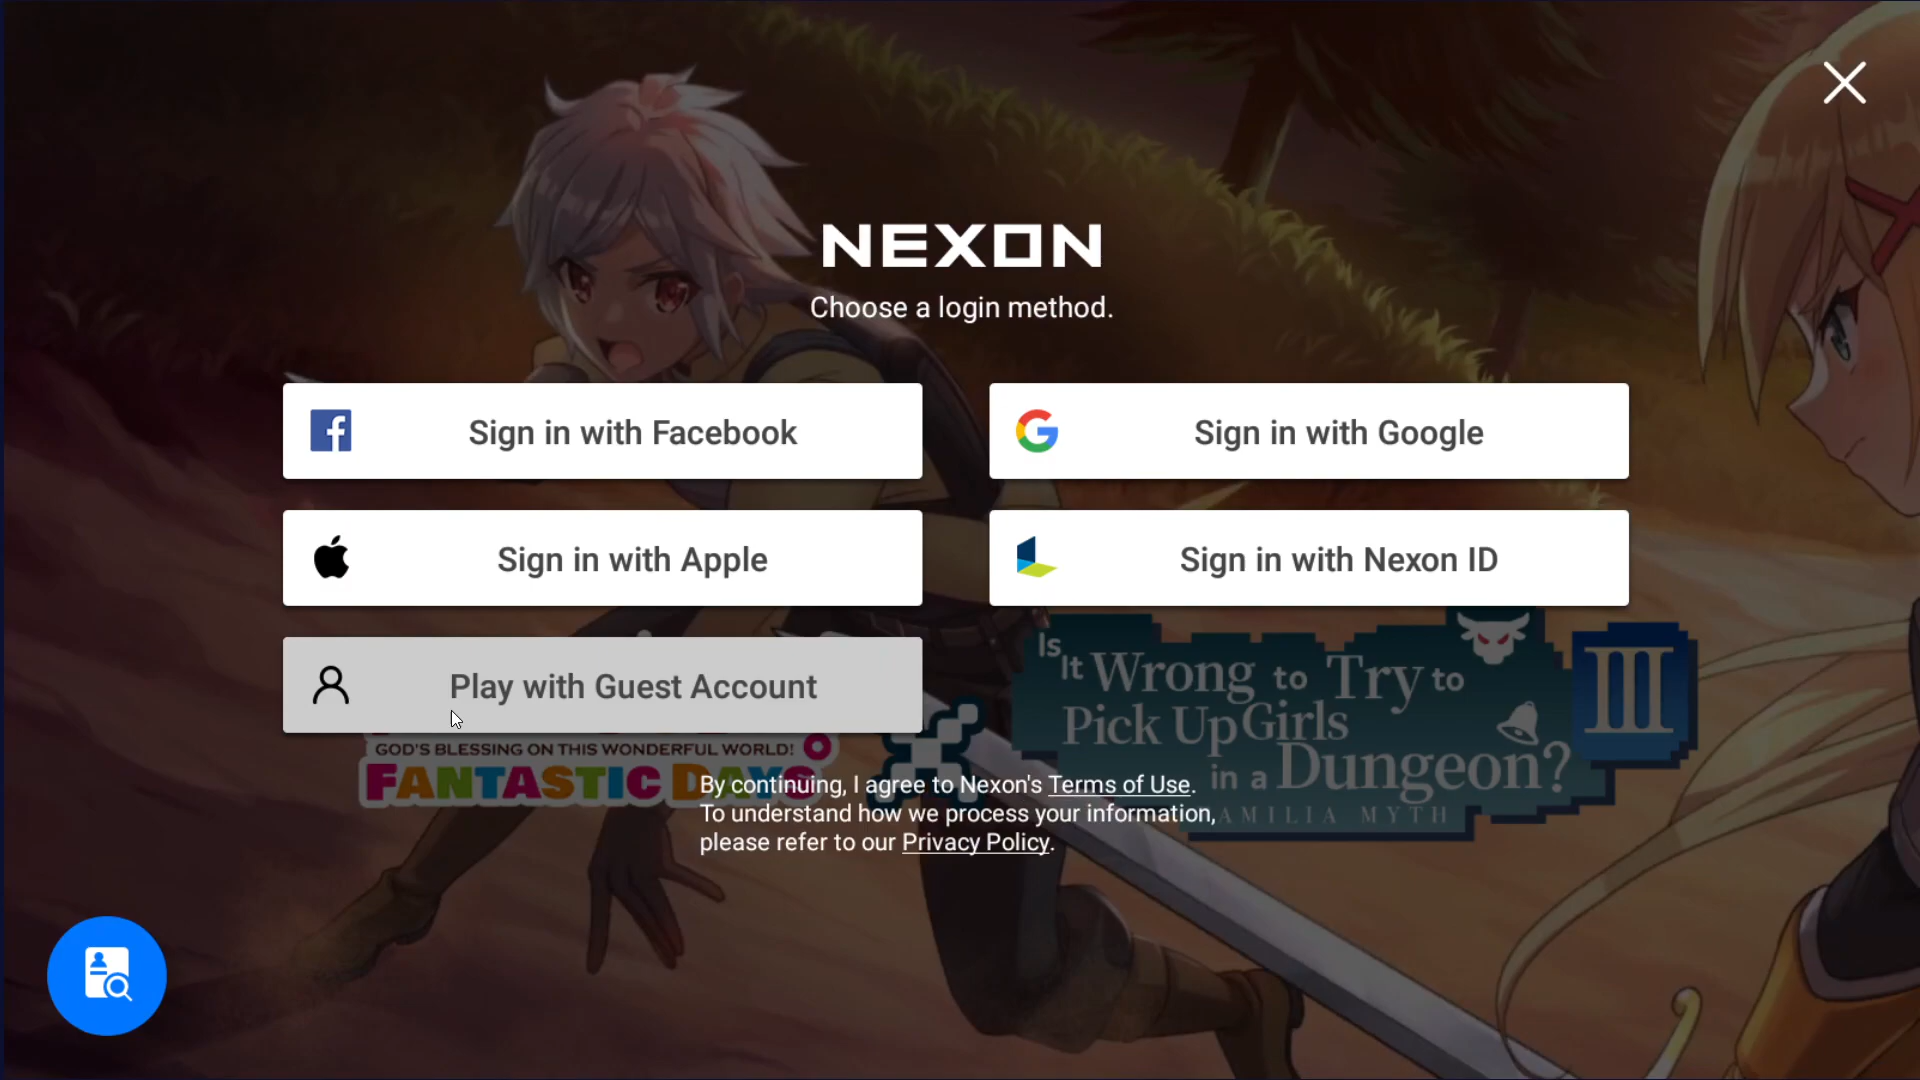 NEXON
Choose a login method.
Sign in with Facebook
Sign in with Google
Sign in with Apple
Sign in with Nexon ID
Play with Guest Account
GOD'S BLESSING ON THIS WONDERFUL WORLD!
FANTASTIC DAYS
Is It Wrong to Try to
Pick Up Girls
in a Dungeon?
III
FAMILIA MYTH
By continuing, I agree to Nexon's Terms of Use.
To understand how we process your information,
please refer to our Privacy Policy.